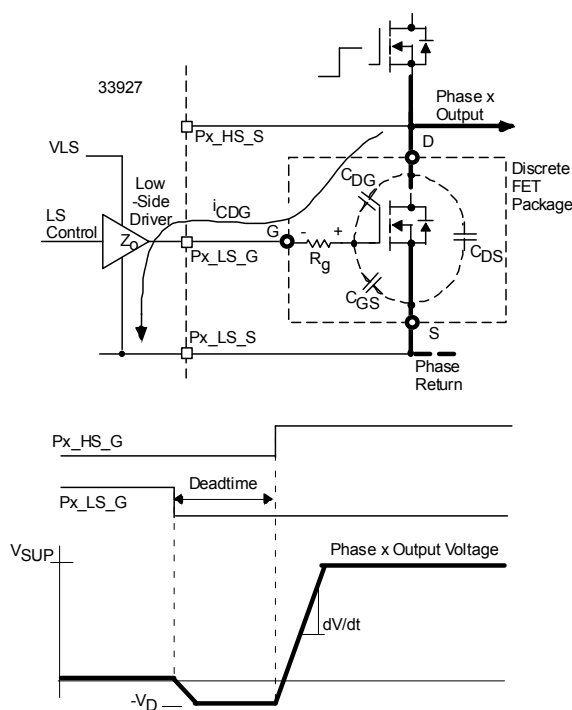 33927
Phase x
Output
Px_HS_S
D
VLS
Low
-Side
Driver
iCDG
CDG
Discrete
FET
Package
LS
Control
Zo
G
- +
Rg
CDS
Px_LS_G
CGS
Px_LS_S
S
Phase
Return
Px_HS_G
Px_LS_G
Deadtime
VSUP
Phase x Output Voltage
dV/dt
-VD